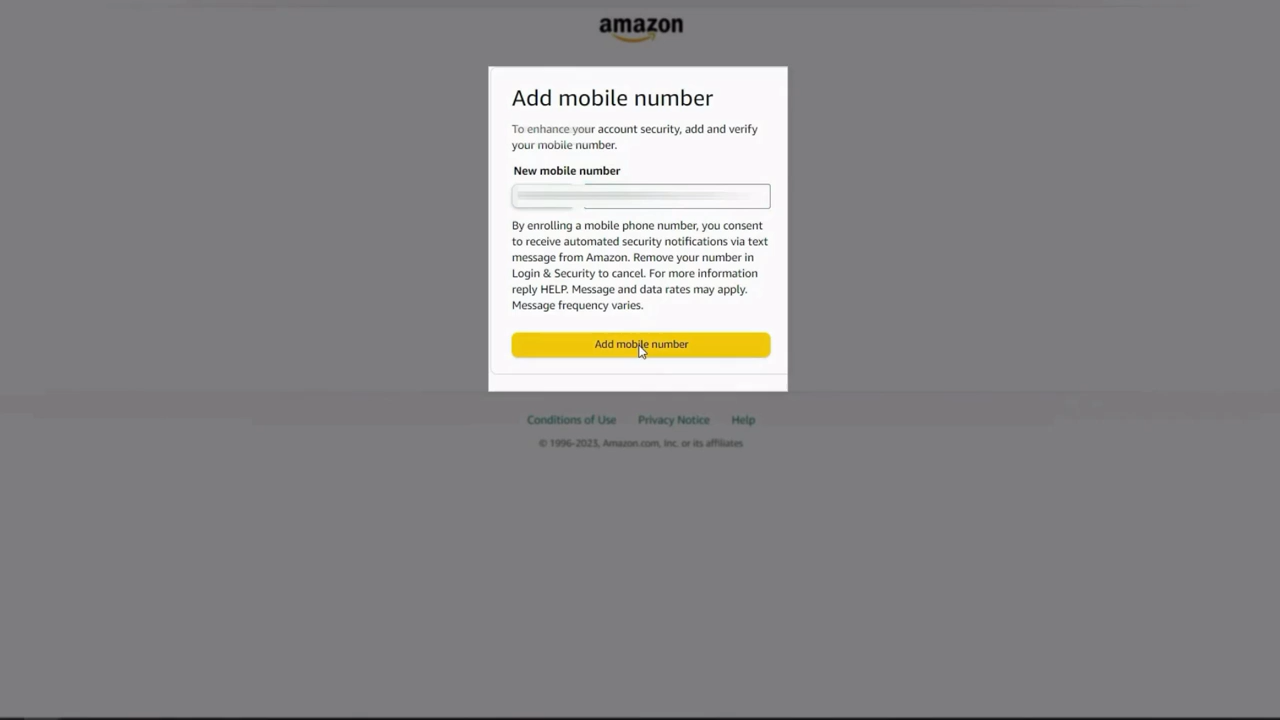 amazon
Add mobile number
To enhance your account security, add and verify
your mobile number.
New mobile number
By enrolling a mobile phone number, you consent
to receive automated security notifications via text
message from Amazon. Remove your number in
Login & Security to cancel. For more information
reply HELP. Message and data rates may apply.
Message frequency varies.
Add mobile number
Conditions of Use Privacy Notice Help
© 1996-2023, Amazon.com, Inc. or its affiliates